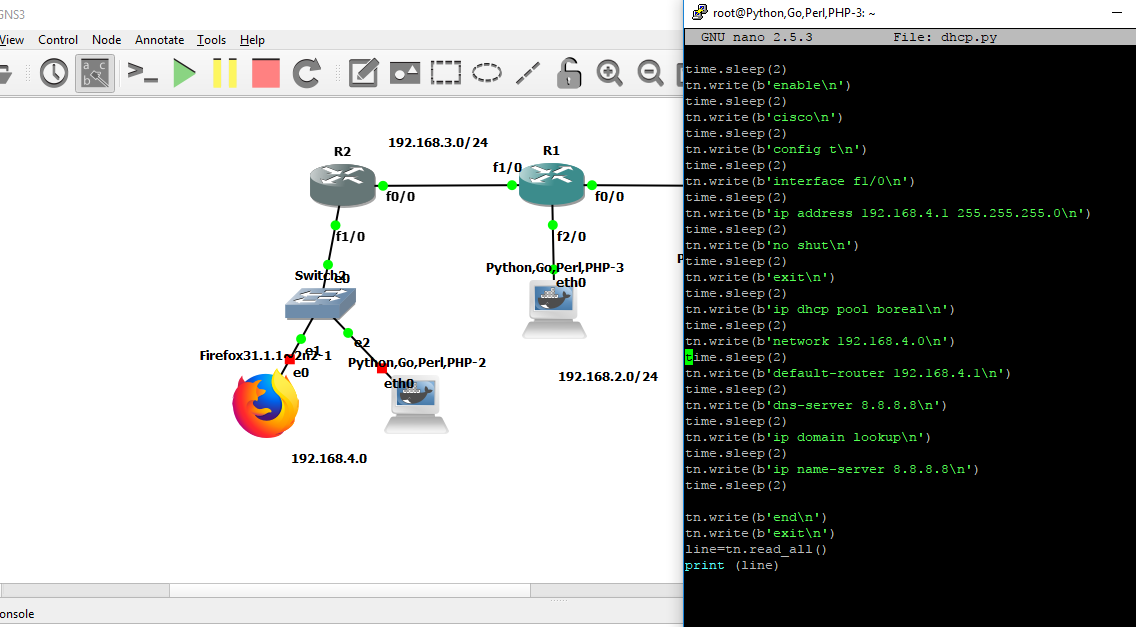 GNS3
View Control Node Annotate Tools Help
192.168.3.0/24
R2
R1
f1/0
f0/0
f0/0
f1/0
f2/0
Python,Go,Perl,PHP-3
eth0
Switch2
e0
e1
e2
Firefox31.1.1~2n2-1
e0
Python,Go,Perl,PHP-2
eth0
192.168.2.0/24
192.168.4.0
onsole
root@Python,Go,Perl,PHP-3: ~
GNU nano 2.5.3 File: dhcp.py
time.sleep(2)
tn.write(b'enable\n')
time.sleep(2)
tn.write(b'cisco\n')
time.sleep(2)
tn.write(b'config t\n')
time.sleep(2)
tn.write(b'interface f1/0\n')
time.sleep(2)
tn.write(b'ip address 192.168.4.1 255.255.255.0\n')
time.sleep(2)
tn.write(b'no shut\n')
time.sleep(2)
tn.write(b'exit\n')
time.sleep(2)
tn.write(b'ip dhcp pool boreal\n')
time.sleep(2)
tn.write(b'network 192.168.4.0\n')
time.sleep(2)
tn.write(b'default-router 192.168.4.1\n')
time.sleep(2)
tn.write(b'dns-server 8.8.8.8\n')
time.sleep(2)
tn.write(b'ip domain lookup\n')
time.sleep(2)
tn.write(b'ip name-server 8.8.8.8\n')
time.sleep(2)
tn.write(b'end\n')
tn.write(b'exit\n')
line=tn.read_all()
print (line)